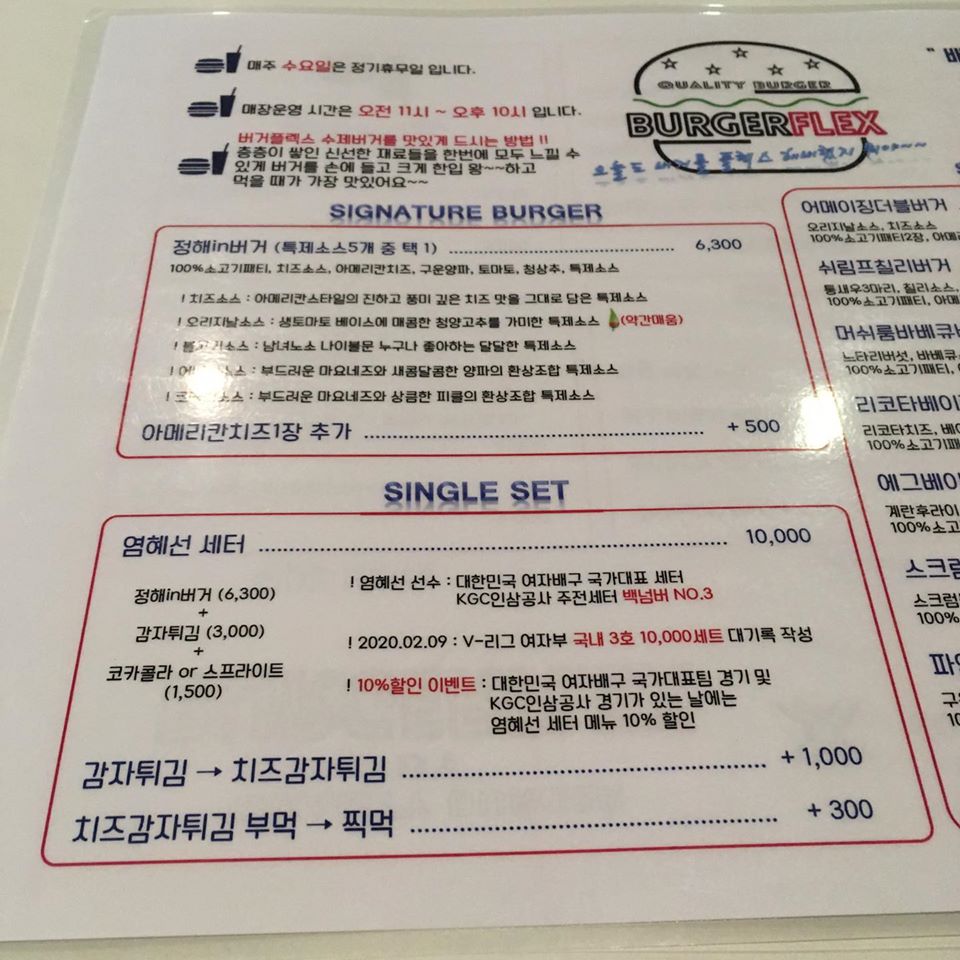 매주 수요일은 정기휴무일 입니다.
매장운영 시간은 오전 11시 ~ 오후 10시 입니다.
버거플렉스 수제버거를 맛있게 드시는 방법 !!
층층이 쌓인 신선한 재료들을 한번에 모두 느낄 수
있게 버거를 손에 들고 크게 한입 왕~~하고
먹을 때가 가장 맛있어요~~
QUALITY BURGER
BURGERFLEX
SIGNATURE BURGER
정해in버거 (특제소스5개 중 택 1) 6,300
100%소고기패티, 치즈소스, 아메리칸치즈, 구운양파, 토마토, 청상추, 특제소스
! 치즈소스 : 아메리칸스타일의 진하고 풍미 깊은 치즈 맛을 그대로 담은 특제소스
! 오리지날소스 : 생토마토 베이스에 매콤한 청양고추를 가미한 특제소스 (약간매움)
! 불고기소스 : 남녀노소 나이불문 누구나 좋아하는 달달한 특제소스
: 부드러운 마요네즈와 새콤달콤한 양파의 환상조합 특제소스
: 부드러운 마요네즈와 상큼한 피클의 환상조합 특제소스
아메리칸치즈1장 추가 + 500
SINGLE SET
염혜선 세터 10,000
정해in버거 (6,300)
+
감자튀김 (3,000)
+
코카콜라 or 스프라이트
(1,500)
! 염혜선 선수 : 대한민국 여자배구 국가대표 세터
KGC인삼공사 주전세터 백넘버 NO.3
! 2020.02.09 : V-리그 여자부 국내 3호 10,000세트 대기록 작성
! 10%할인 이벤트 : 대한민국 여자배구 국가대표팀 경기 및
KGC인삼공사 경기가 있는 날에는
염혜선 세터 메뉴 10% 할인
감자튀김 → 치즈감자튀김 + 1,000
치즈감자튀김 부먹 → 찍먹 + 300
어메이징더블버거
오리지날소스, 치즈소스
100%소고기패티2장,
쉬림프칠리버거
통새우3마리, 칠리소스,
100%소고기패티,
머쉬룸바베큐
느타리버섯,
100%소고기패티,
리코타베이
리코타치즈,
100%소고기
에그베이
계란후라이
100%소고
스크램
100%